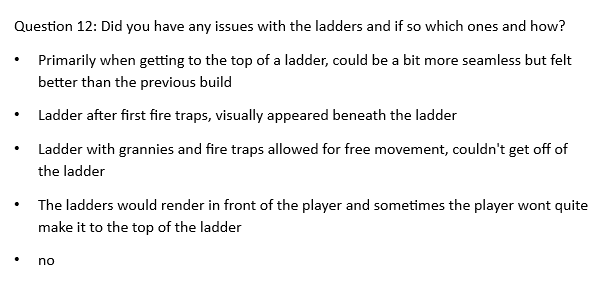 Question 12: Did you have any issues with the ladders and if so which ones and how?
• Primarily when getting to the top of a ladder, could be a bit more seamless but felt
better than the previous build
• Ladder after first fire traps, visually appeared beneath the ladder
• Ladder with grannies and fire traps allowed for free movement, couldn't get off of
the ladder
• The ladders would render in front of the player and sometimes the player wont quite
make it to the top of the ladder
• no